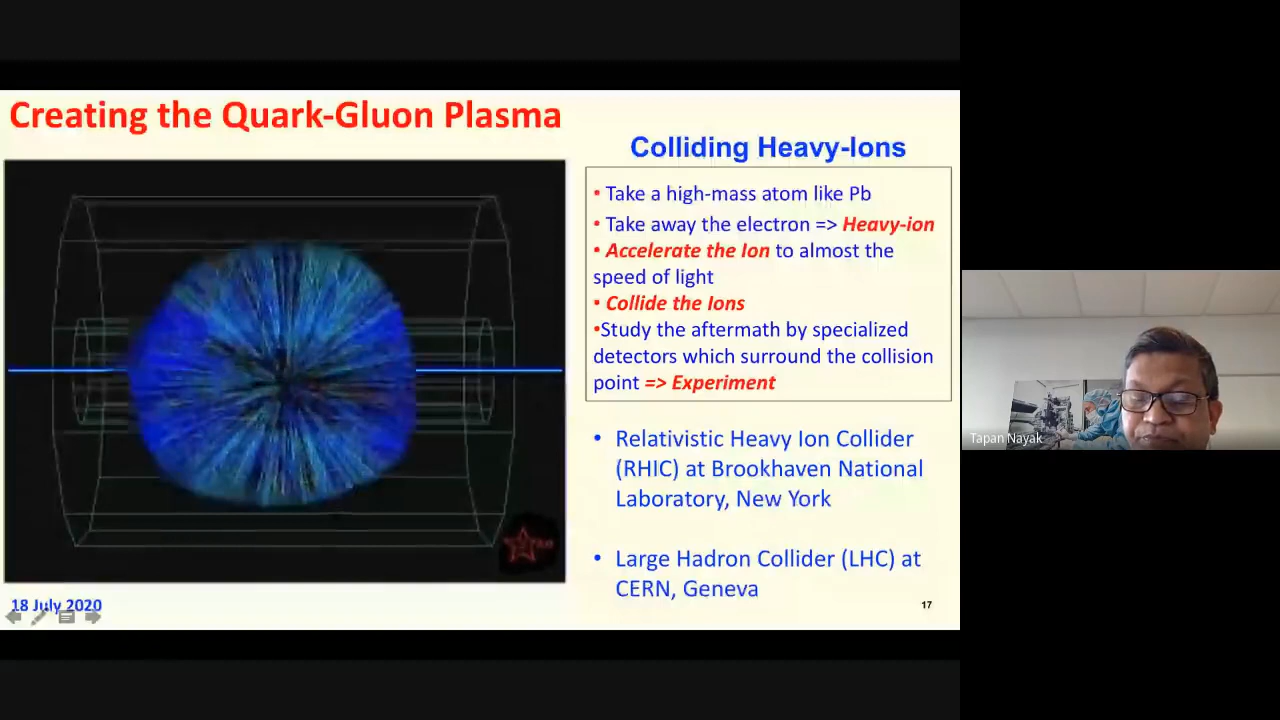 Creating the Quark-Gluon Plasma
Colliding Heavy-Ions
• Take a high-mass atom like Pb
• Take away the electron => Heavy-ion
• Accelerate the Ion to almost the
speed of light
• Collide the Ions
•Study the aftermath by specialized
detectors which surround the collision
point => Experiment
• Relativistic Heavy Ion Collider
(RHIC) at Brookhaven National
Laboratory, New York
• Large Hadron Collider (LHC) at
CERN, Geneva
18 July 2020
17
Tapan Nayak